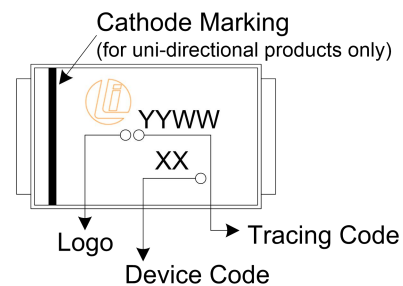 Cathode Marking
(for uni-directional products only)
YYWW
XX
Logo
Tracing Code
Device Code